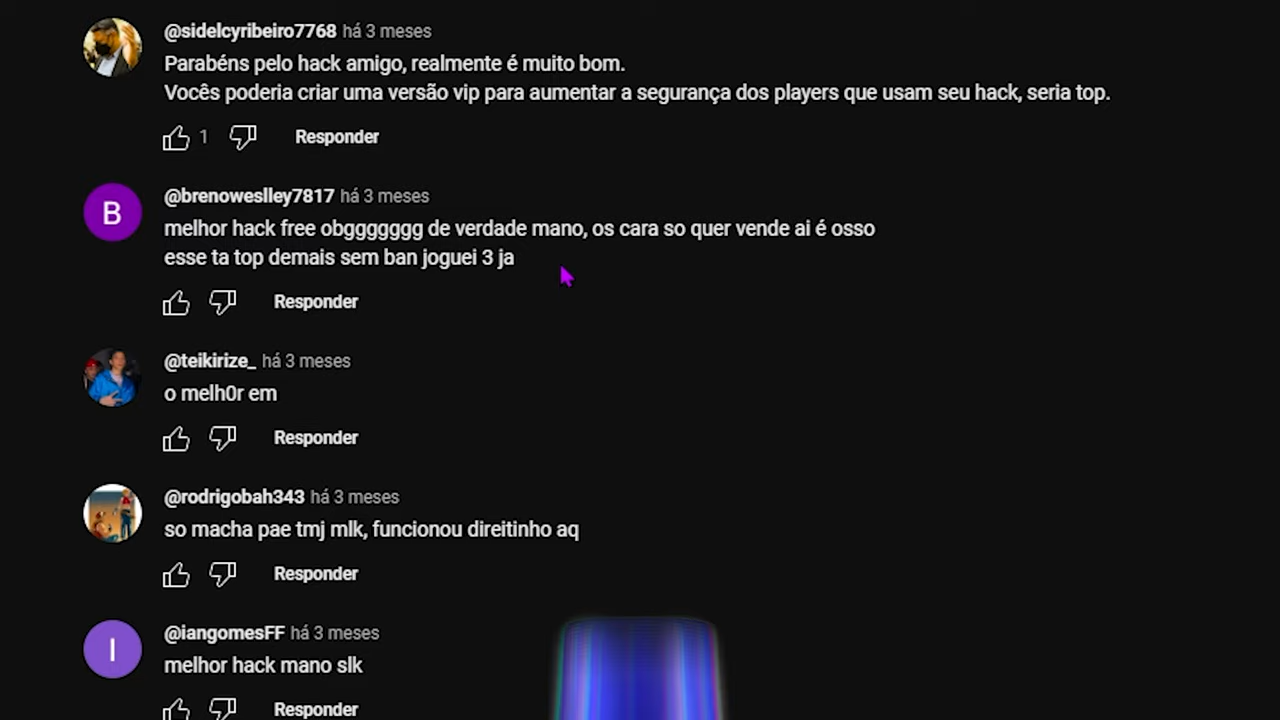 @sidelcyribeiro7768 há 3 meses
Parabéns pelo hack amigo, realmente é muito bom.
Vocês poderia criar uma versão vip para aumentar a segurança dos players que usam seu hack, seria top.
1 Responder
B
@brenoweslley7817 há 3 meses
melhor hack free obggggggg de verdade mano, os cara so quer vende ai é osso
esse ta top demais sem ban joguei 3 ja
Responder
@teikirize_ há 3 meses
o melh0r em
Responder
@rodrigobah343 há 3 meses
so macha pae tmj mlk, funcionou direitinho aq
Responder
I
@iangomesFF há 3 meses
melhor hack mano slk
Responder